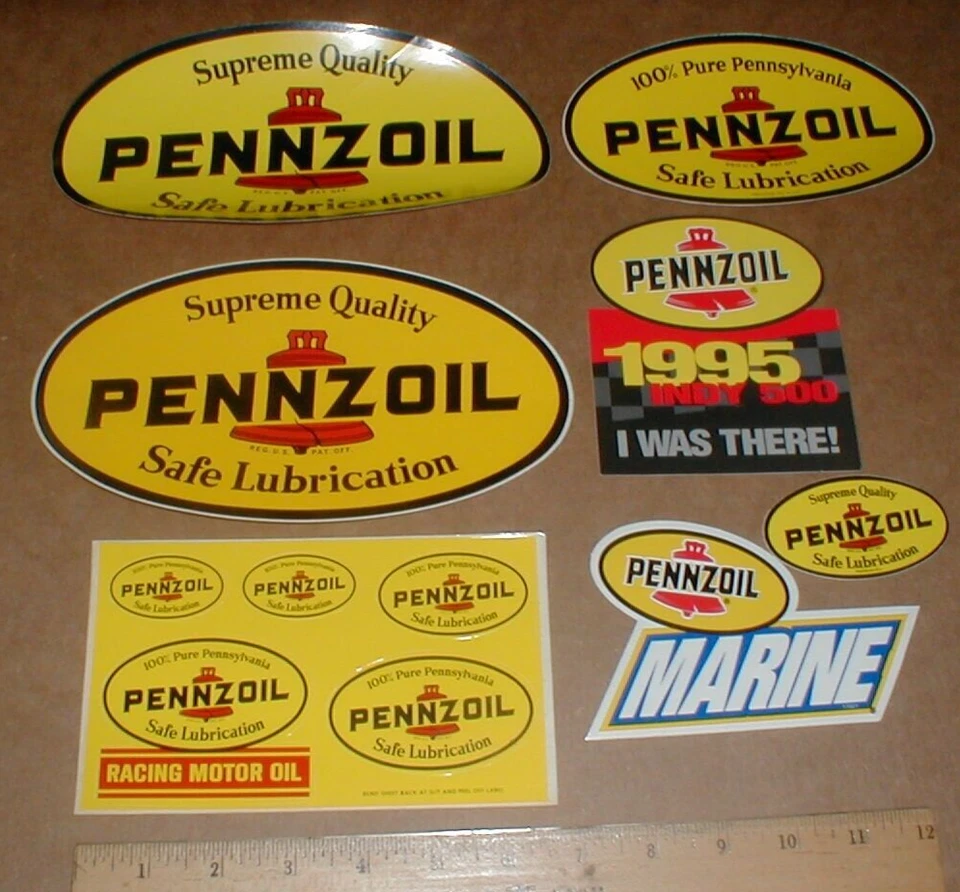 Supreme Quality
PENNZOIL
Safe Lubrication
100% Pure Pennsylvania
PENNZOIL
Safe Lubrication
Supreme Quality
PENNZOIL
REG. U.S. PAT. OFF.
Safe Lubrication
PENNZOIL
1995
INDY 500
I WAS THERE!
Supreme Quality
PENNZOIL
Safe Lubrication
PENNZOIL
MARINE
100% Pure Pennsylvania
PENNZOIL
Safe Lubrication
100% Pure Pennsylvania
PENNZOIL
Safe Lubrication
100% Pure Pennsylvania
PENNZOIL
Safe Lubrication
100% Pure Pennsylvania
PENNZOIL
Safe Lubrication
RACING MOTOR OIL
100% Pure Pennsylvania
PENNZOIL
Safe Lubrication
1 2 3 4 5 6 7 8 9 10 11 12